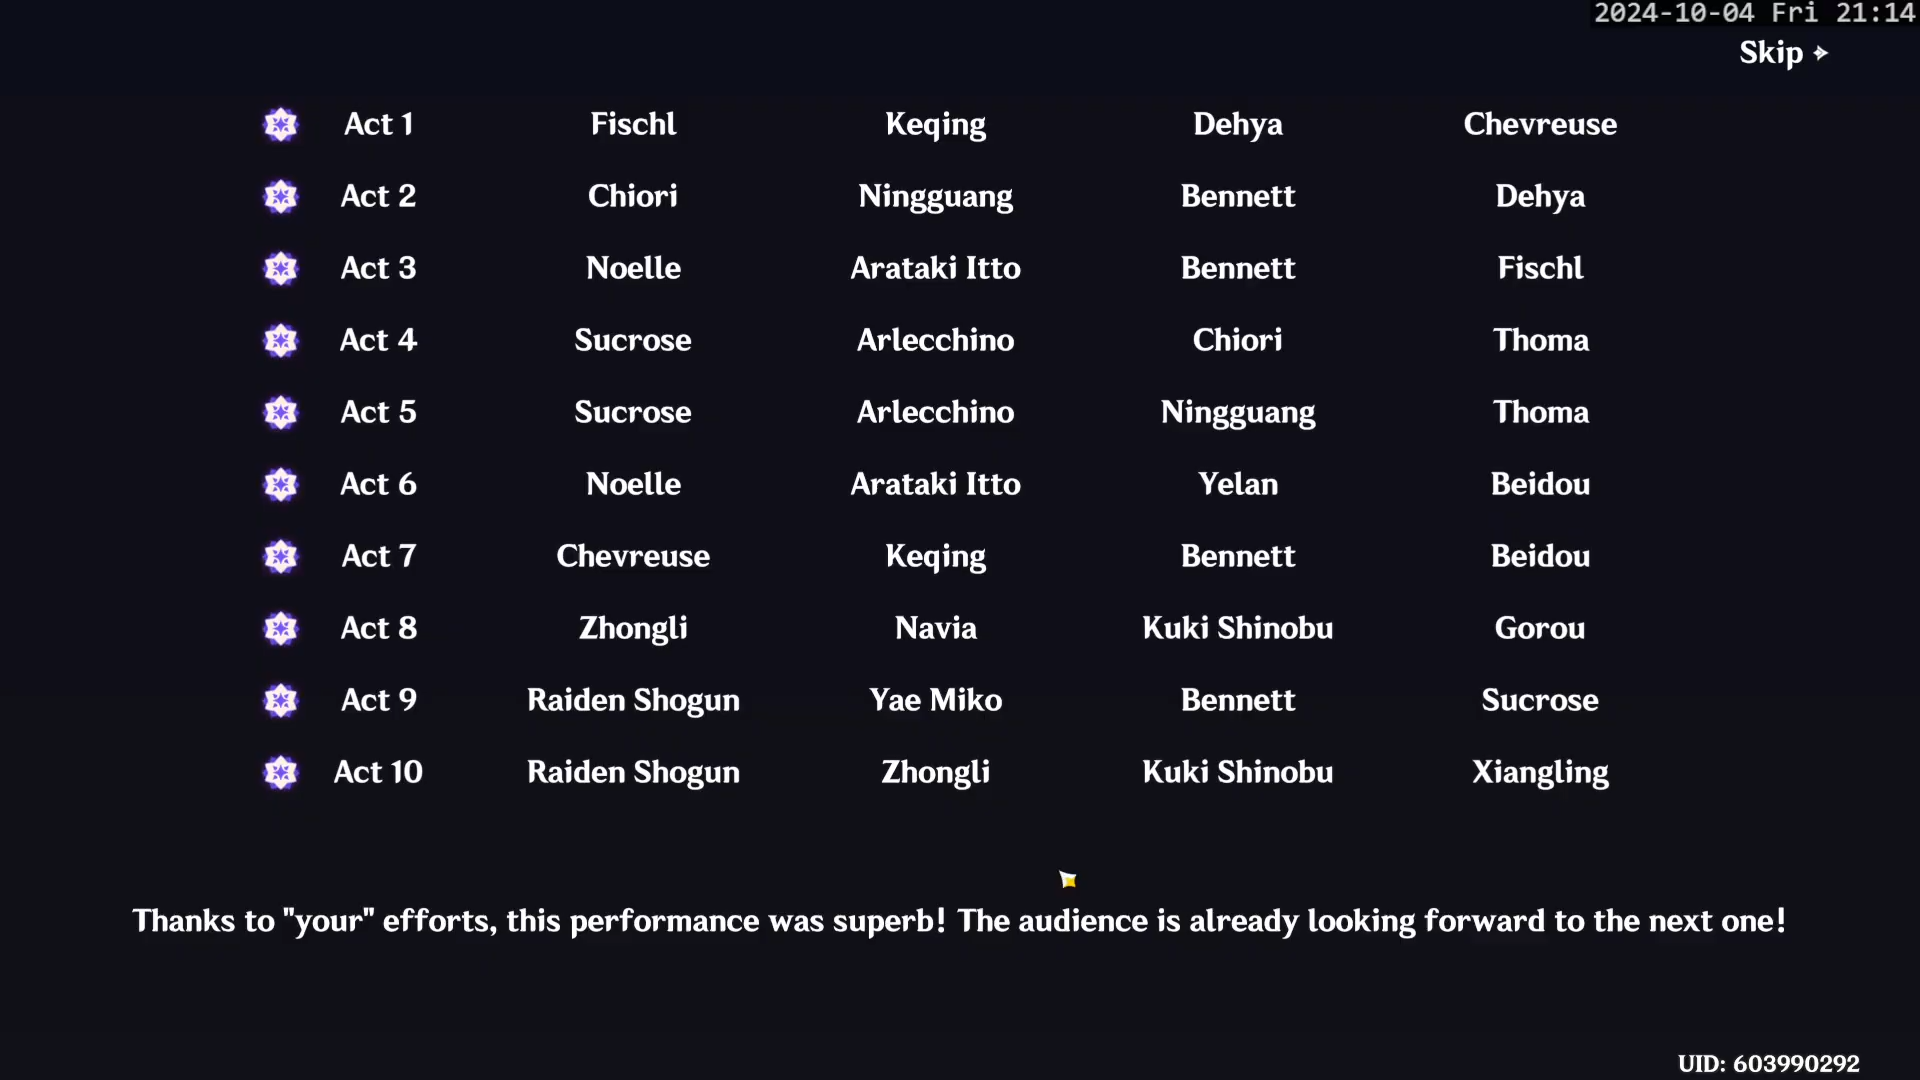 2024-10-04 Fri 21:14
Skip
Act 1 Fischl Keqing Dehya Chevreuse
Act 2 Chiori Ningguang Bennett Dehya
Act 3 Noelle Arataki Itto Bennett Fischl
Act 4 Sucrose Arlecchino Chiori Thoma
Act 5 Sucrose Arlecchino Ningguang Thoma
Act 6 Noelle Arataki Itto Yelan Beidou
Act 7 Chevreuse Keqing Bennett Beidou
Act 8 Zhongli Navia Kuki Shinobu Gorou
Act 9 Raiden Shogun Yae Miko Bennett Sucrose
Act 10 Raiden Shogun Zhongli Kuki Shinobu Xiangling
Thanks to "your" efforts, this performance was superb! The audience is already looking forward to the next one!
UID: 603990292